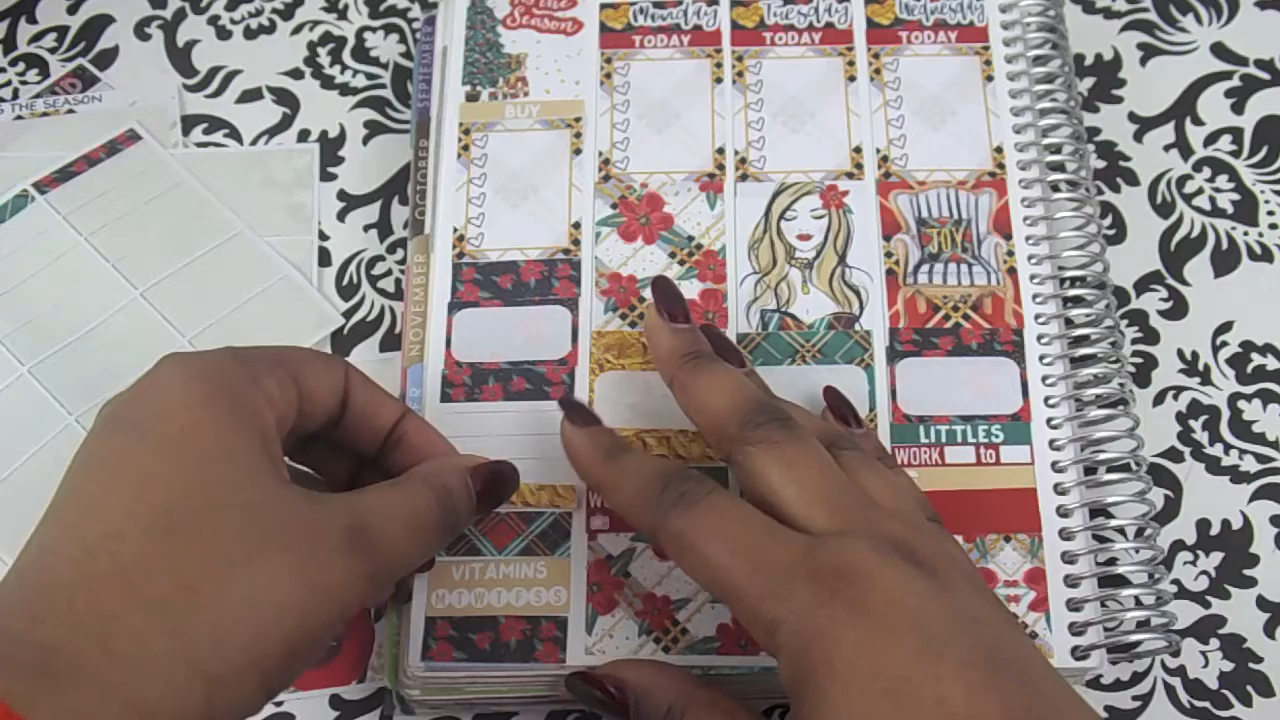 'Tis the
Season
Monday
Tuesday
Wednesday
TODAY
TODAY
TODAY
BUY
SEPTEMBER
OCTOBER
NOVEMBER
S THE SEASON
JOY
LITTLES
WORK to
VITAMINS
M T W T F S S